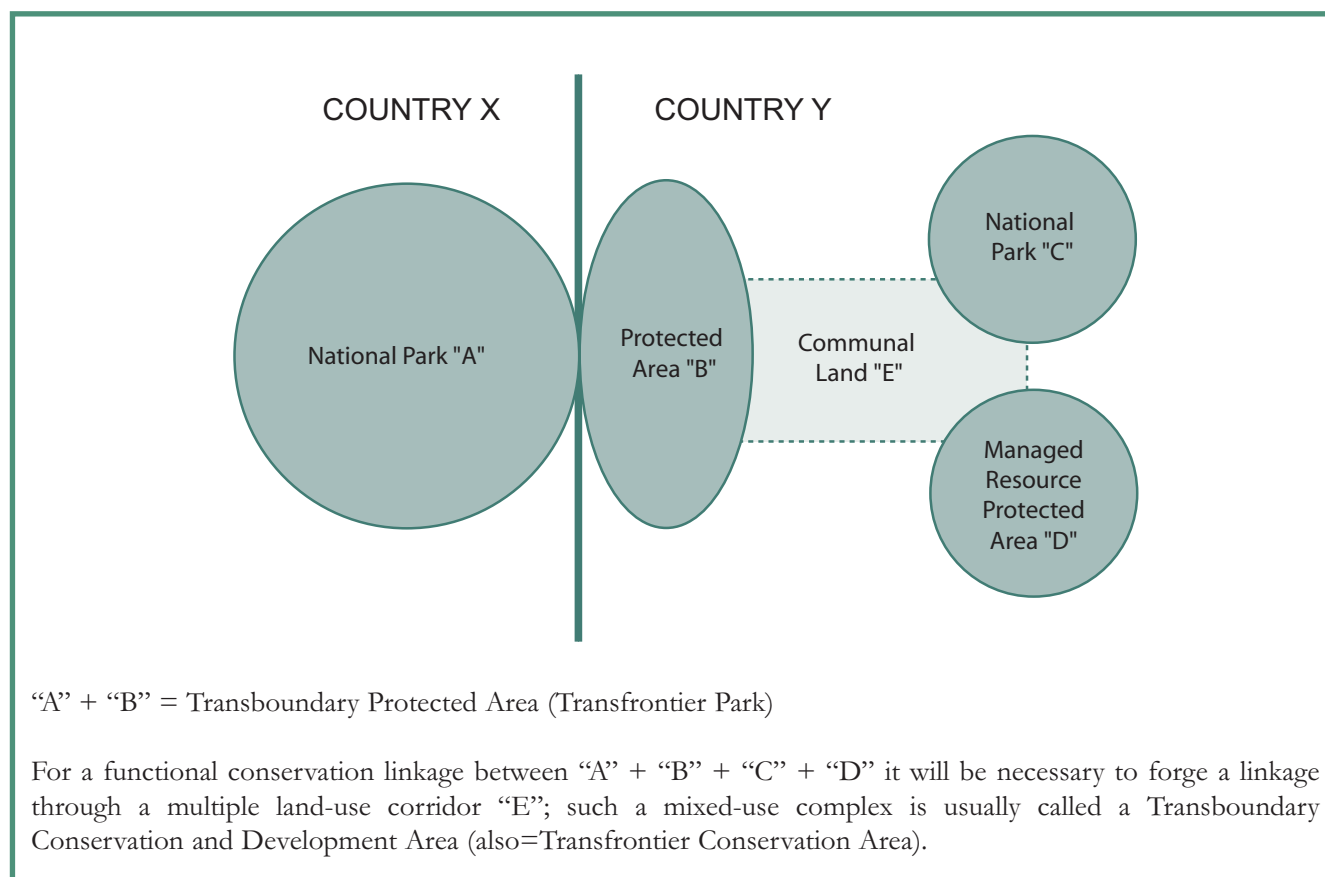 COUNTRY X
COUNTRY Y
National
Park "C"
National Park "A"
Protected
Area "B"
Communal
Land "E"
Managed
Resource
Protected
Area "D"
“A” + “B” = Transboundary Protected Area (Transfrontier Park)
For a functional conservation linkage between “A” + “B” + “C” + “D” it will be necessary to forge a linkage
through a multiple land-use corridor “E”; such a mixed-use complex is usually called a Transboundary
Conservation and Development Area (also=Transfrontier Conservation Area).